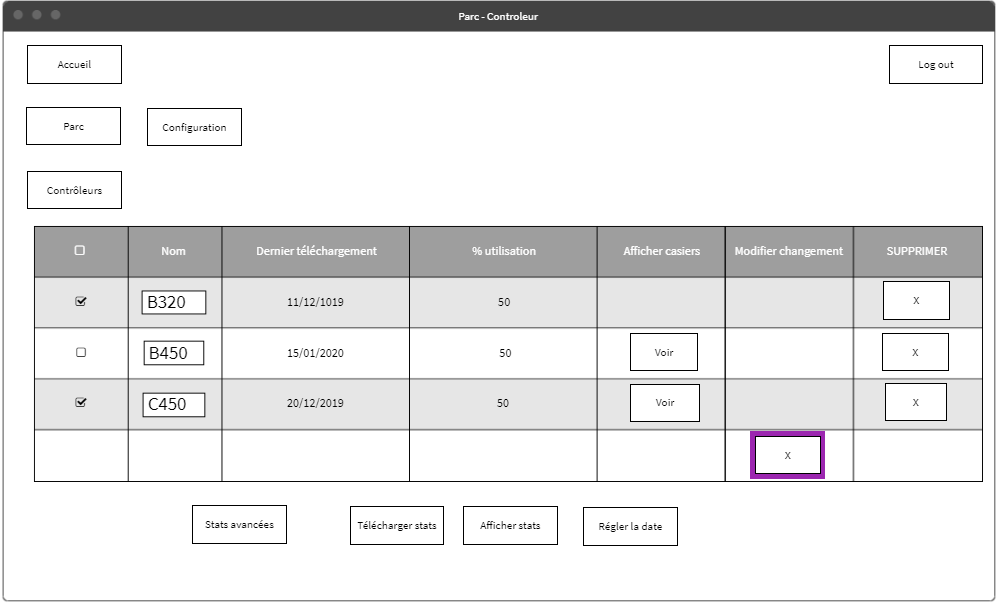 Parc - Controleur
Accueil
Log out
Parc
Configuration
Contrôleurs
Nom Dernier téléchargement % utilisation Afficher casiers Modifier changement SUPPRIMER
B320 11/12/1019 50 X
B450 15/01/2020 50 Voir X
C450 20/12/2019 50 Voir X
X
Stats avancées Télécharger stats Afficher stats Régler la date